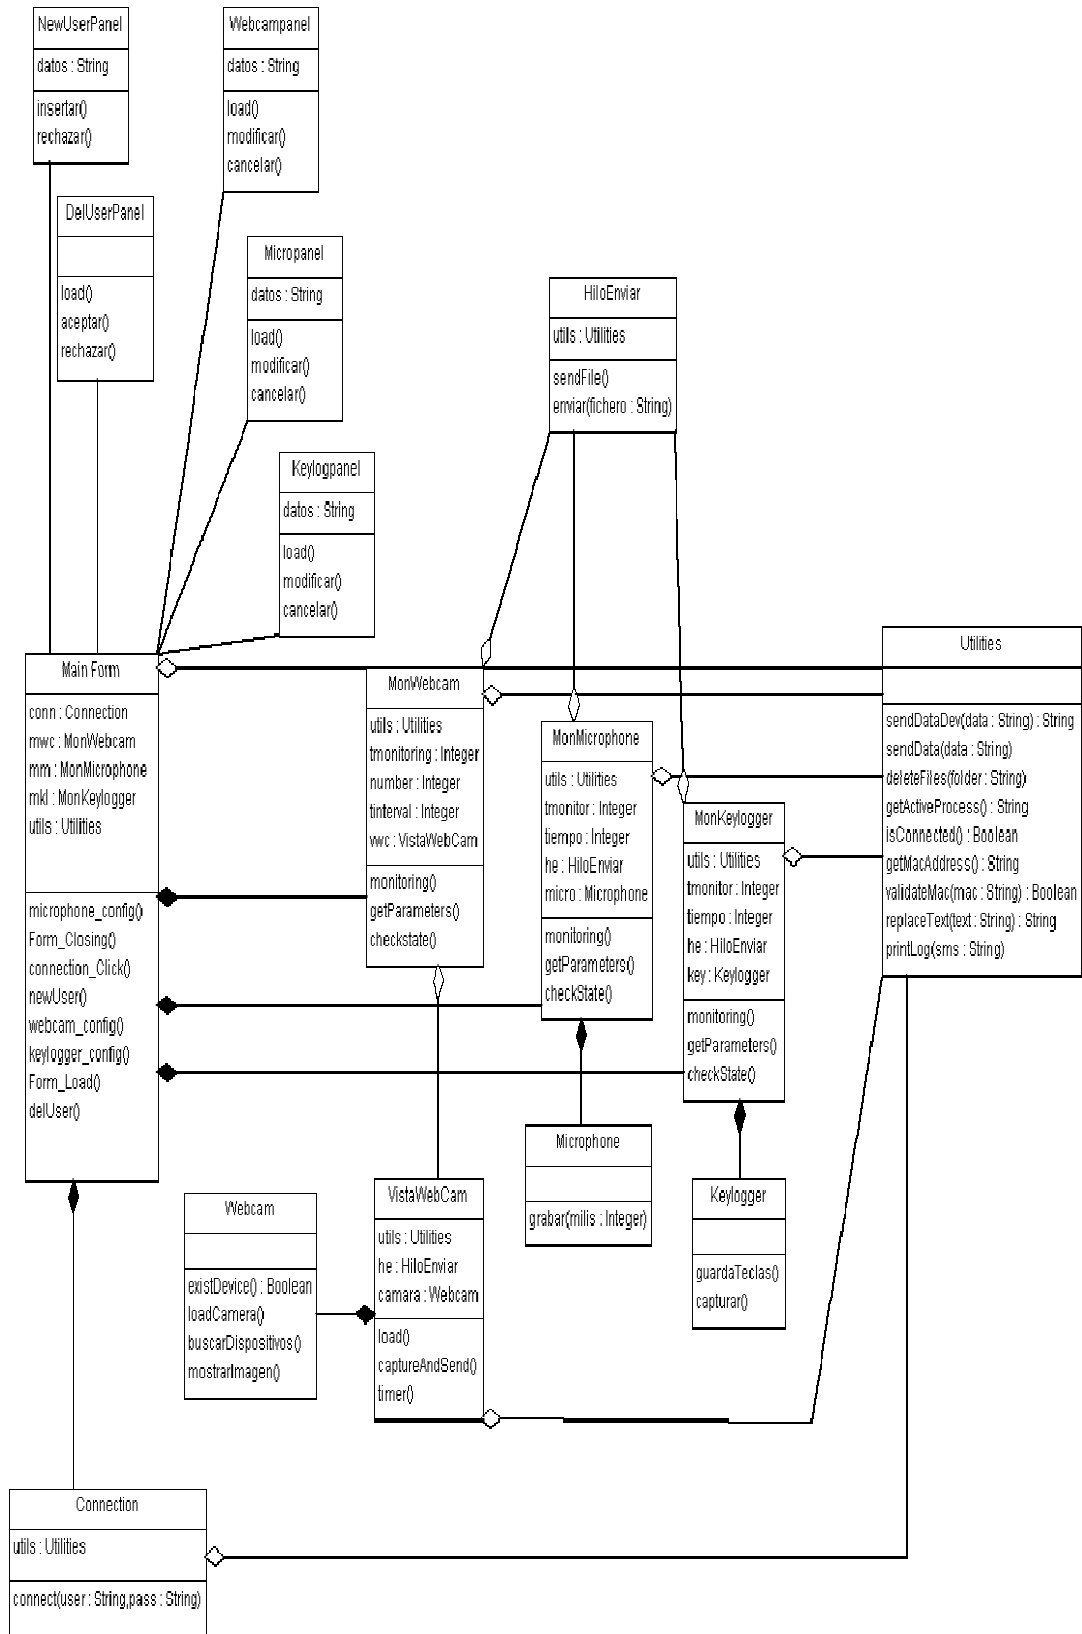 NewUserPanel
datos : String
insertar()
rechazar()
Webcampanel
datos : String
load()
modificar()
cancelar()
DelUserPanel
load()
aceptar()
rechazar()
Micropanel
datos : String
load()
modificar()
cancelar()
HiloEnviar
utils : Utilities
sendFile()
enviar(fichero : String)
Keylogpanel
datos : String
load()
modificar()
cancelar()
Main Form
conn : Connection
mwc : MonWebcam
mm : MonMicrophone
mkl : MonKeylogger
utils : Utilities
microphone_config()
Form_Closing()
connection_Click()
newUser()
webcam_config()
keylogger_config()
Form_Load()
delUser()
MonWebcam
utils : Utilities
tmonitoring : Integer
number : Integer
tinterval : Integer
vwc : VistaWebCam
monitoring()
getParameters()
checkstate()
MonMicrophone
utils : Utilities
tmonitor : Integer
tiempo : Integer
he : HiloEnviar
micro : Microphone
monitoring()
getParameters()
checkState()
MonKeylogger
utils : Utilities
tmonitor : Integer
tiempo : Integer
he : HiloEnviar
key : Keylogger
monitoring()
getParameters()
checkState()
Utilities
sendDataDev(data : String) : String
sendData(data : String)
deleteFiles(folder : String)
getActiveProcess() : String
isConnected() : Boolean
getMacAddress() : String
validateMac(mac : String) : Boolean
replaceText(text : String) : String
printLog(sms : String)
Microphone
grabar(milis : Integer)
Keylogger
guardaTeclas()
capturar()
Webcam
existDevice() : Boolean
loadCamera()
buscarDispositivos()
mostrarImagen()
VistaWebCam
utils : Utilities
he : HiloEnviar
camara : Webcam
load()
captureAndSend()
timer()
Connection
utils : Utilities
connect(user : String,pass : String)